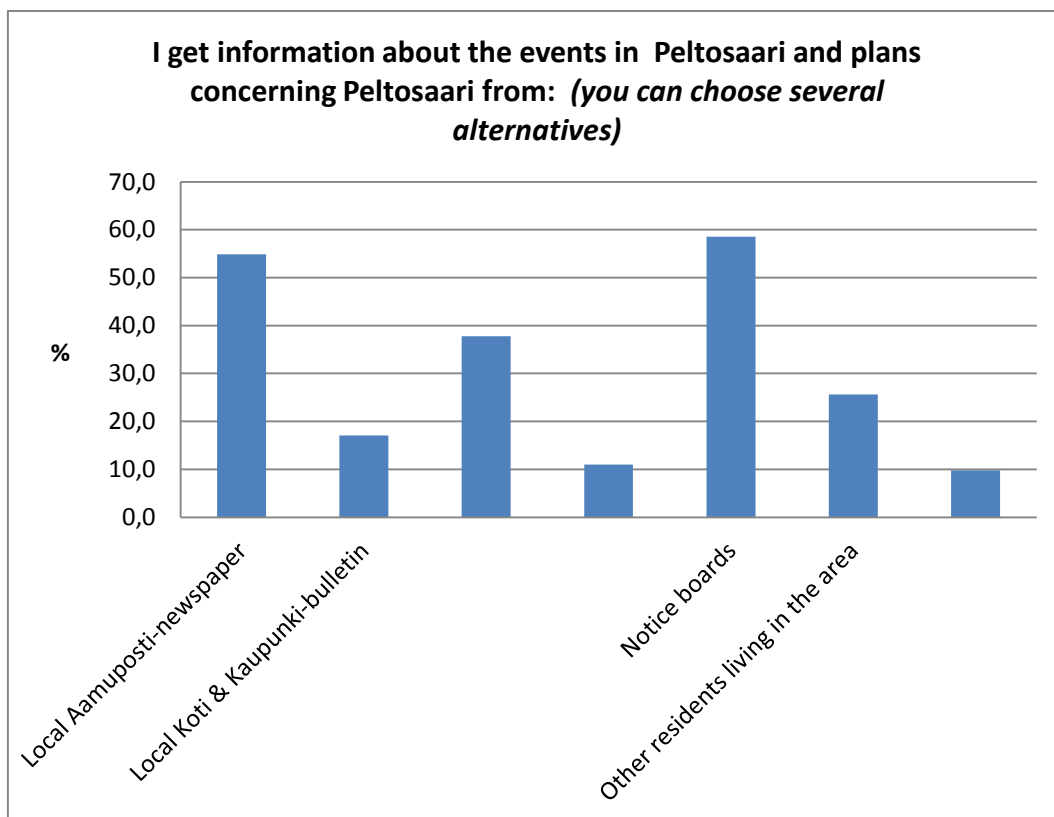 I get information about the events in  Peltosaari and plans
concerning Peltosaari from:  (you can choose several
alternatives)
70,0
60,0
50,0
40,0
30,0
20,0
10,0
0,0
%
Local Aamuposti-newspaper
Local Koti & Kaupunki-bulletin
Notice boards
Other residents living in the area